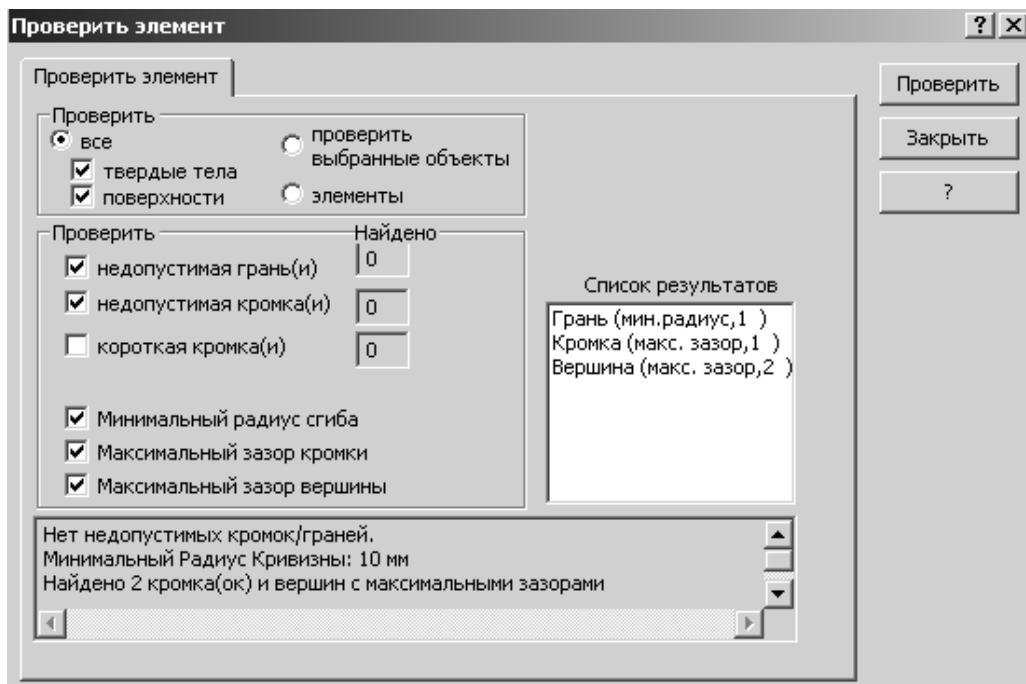 Проверить элемент
Проверить элемент
Проверить
все
твердые тела
поверхности
проверить
выбранные объекты
элементы
Проверить
Найдено
недопустимая грань(и)
0
недопустимая кромка(и)
0
короткая кромка(и)
0
Минимальный радиус сгиба
Максимальный зазор кромки
Максимальный зазор вершины
Список результатов
Грань (мин.радиус,1 )
Кромка (макс. зазор,1 )
Вершина (макс. зазор,2 )
Нет недопустимых кромок/граней.
Минимальный Радиус Кривизны: 10 мм
Найдено 2 кромка(ок) и вершин с максимальными зазорами
Проверить
Закрыть
?